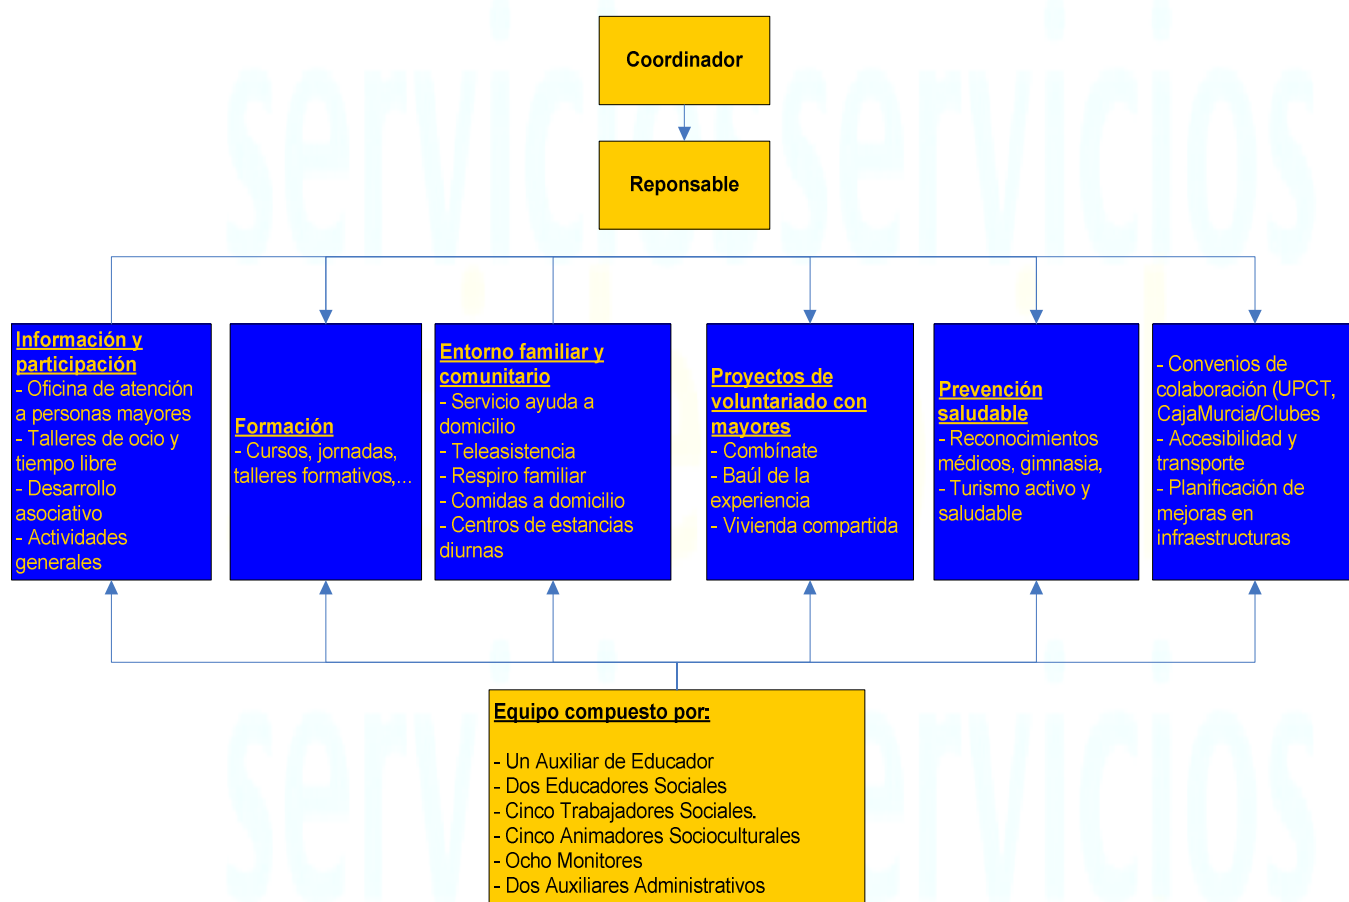 servicios servicios
Coordinador
Reponsable
Información y
participación
- Oficina de atención
a personas mayores
- Talleres de ocio y
tiempo libre
- Desarrollo
asociativo
- Actividades
generales
Formación
- Cursos, jornadas,
talleres formativos,...
Entorno familiar y
comunitario
- Servicio ayuda a
domicilio
- Teleasistencia
- Respiro familiar
- Comidas a domicilio
- Centros de estancias
diurnas
Proyectos de
voluntariado con
mayores
- Combínate
- Baúl de la
experiencia
- Vivienda compartida
Prevención
saludable
- Reconocimientos
médicos, gimnasia,
- Turismo activo y
saludable
- Convenios de
colaboración (UPCT,
CajaMurcia/Clubes
- Accesibilidad y
transporte
- Planificación de
mejoras en
infraestructuras
servicios servicios
Equipo compuesto por:
- Un Auxiliar de Educador
- Dos Educadores Sociales
- Cinco Trabajadores Sociales.
- Cinco Animadores Socioculturales
- Ocho Monitores
- Dos Auxiliares Administrativos